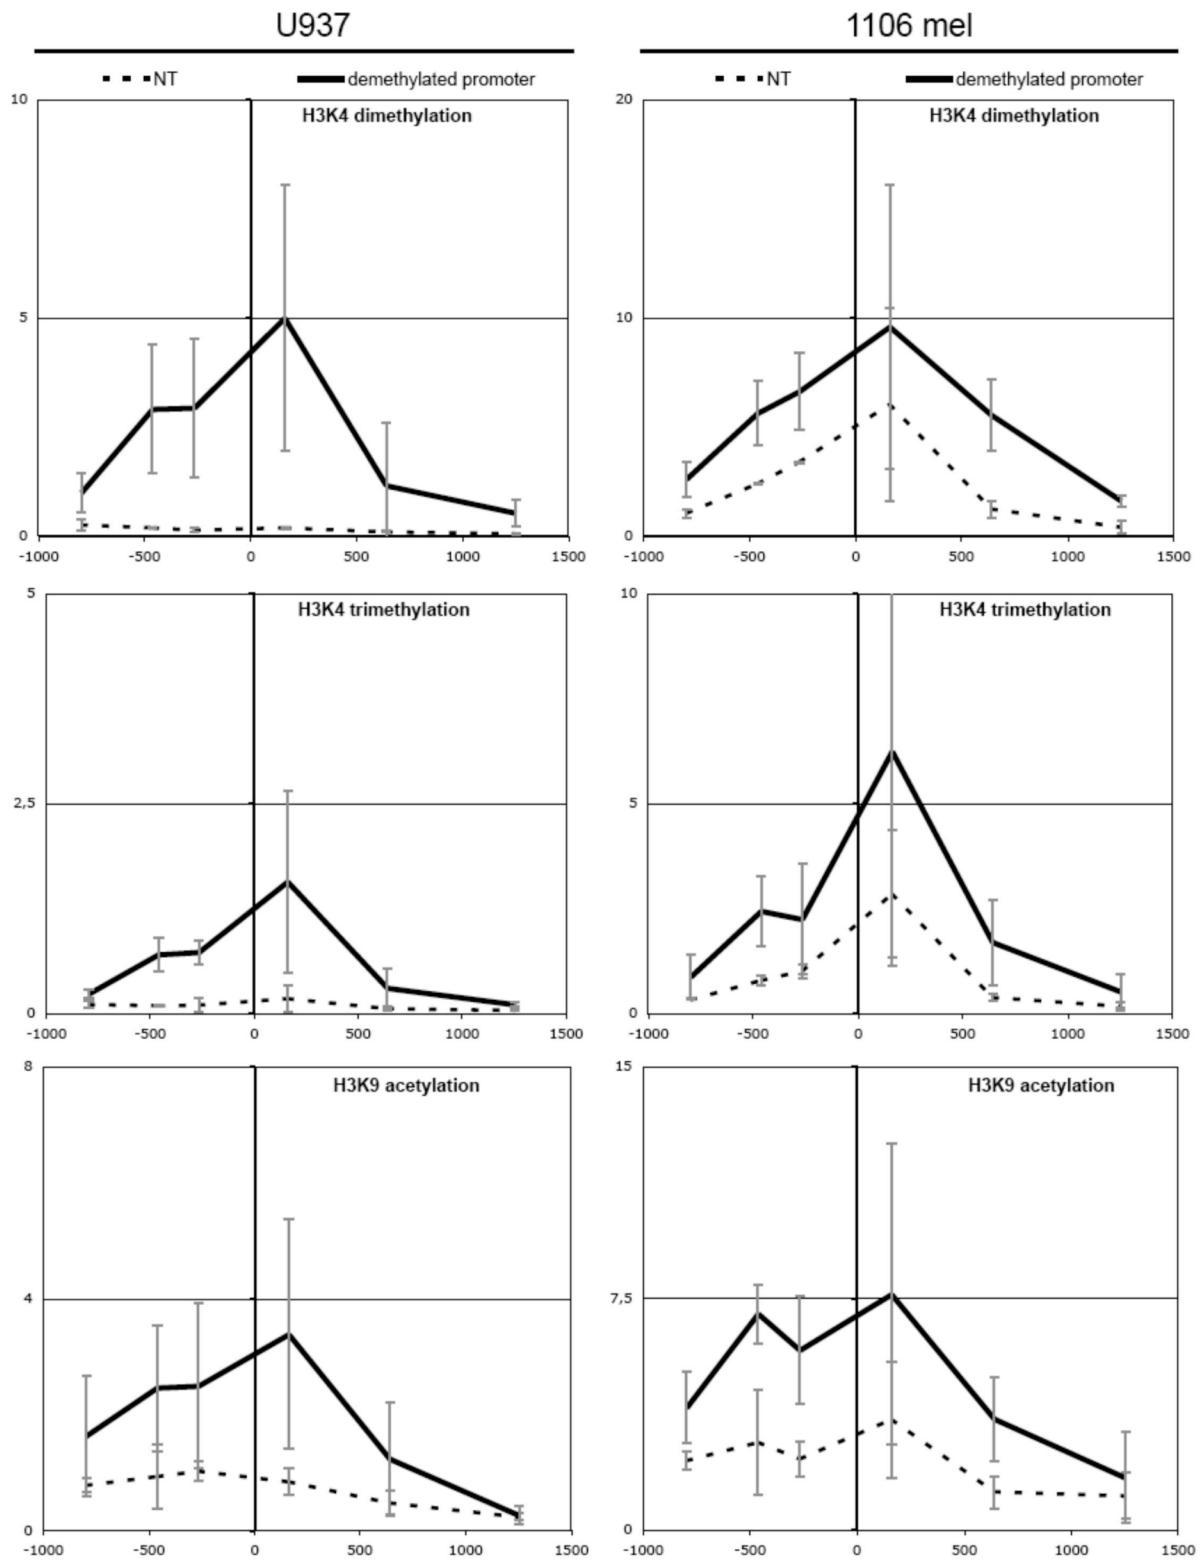 U937 1106 mel
NT demethylated promoter NT demethylated promoter
10 H3K4 dimethylation 20 H3K4 dimethylation
5 10
0 0
-1000 -500 0 500 1000 1500 -1000 -500 0 500 1000 1500
5 H3K4 trimethylation 10 H3K4 trimethylation
2,5 5
0 0
-1000 -500 0 500 1000 1500 -1000 -500 0 500 1000 1500
8 H3K9 acetylation 15 H3K9 acetylation
4 7,5
0 0
-1000 -500 0 500 1000 1500 -1000 -500 0 500 1000 1500